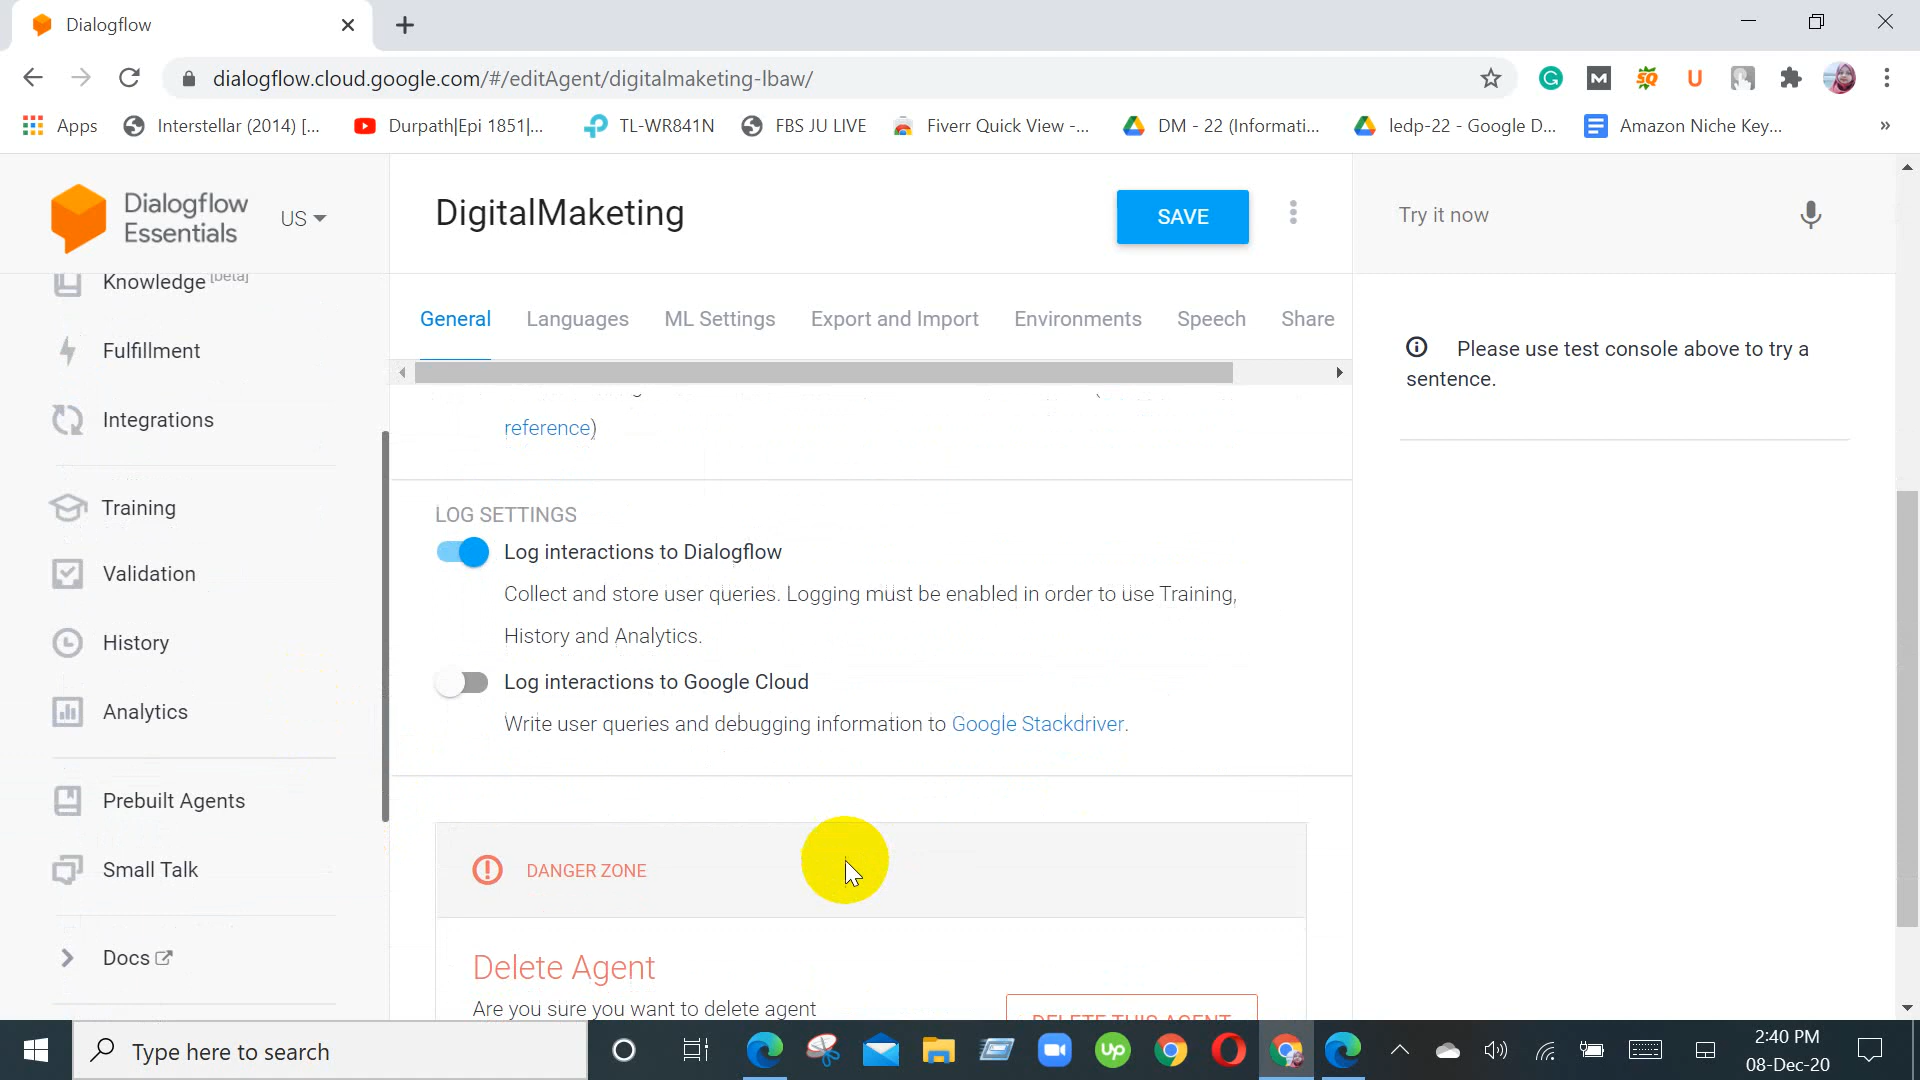 Dialogflow
dialogflow.cloud.google.com/#/editAgent/digitalmaketing-lbaw/
Apps
Interstellar (2014) [...
Durpath|Epi 1851|...
TL-WR841N
FBS JU LIVE
Fiverr Quick View -...
DM - 22 (Informati...
ledp-22 - Google D...
Amazon Niche Key...
»
Dialogflow
Essentials
US
Knowledge [beta]
Fulfillment
Integrations
Training
Validation
History
Analytics
Prebuilt Agents
Small Talk
Docs
DigitalMaketing
SAVE
General
Languages
ML Settings
Export and Import
Environments
Speech
Share
reference)
LOG SETTINGS
Log interactions to Dialogflow
Collect and store user queries. Logging must be enabled in order to use Training,
History and Analytics.
Log interactions to Google Cloud
Write user queries and debugging information to Google Stackdriver.
DANGER ZONE
Delete Agent
Are you sure you want to delete agent
DELETE THIS AGENT
Try it now
Please use test console above to try a
sentence.
Type here to search
2:40 PM
08-Dec-20